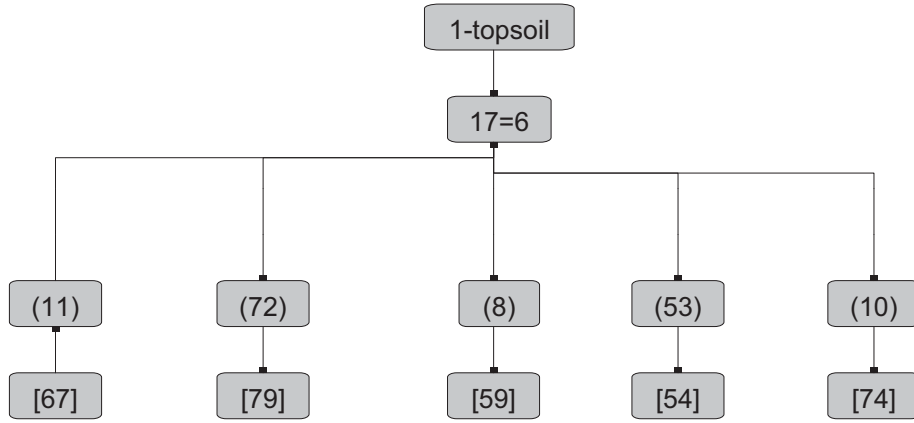 1-topsoil
17=6
(11) (72) (8) (53) (10)
[67] [79] [59] [54] [74]